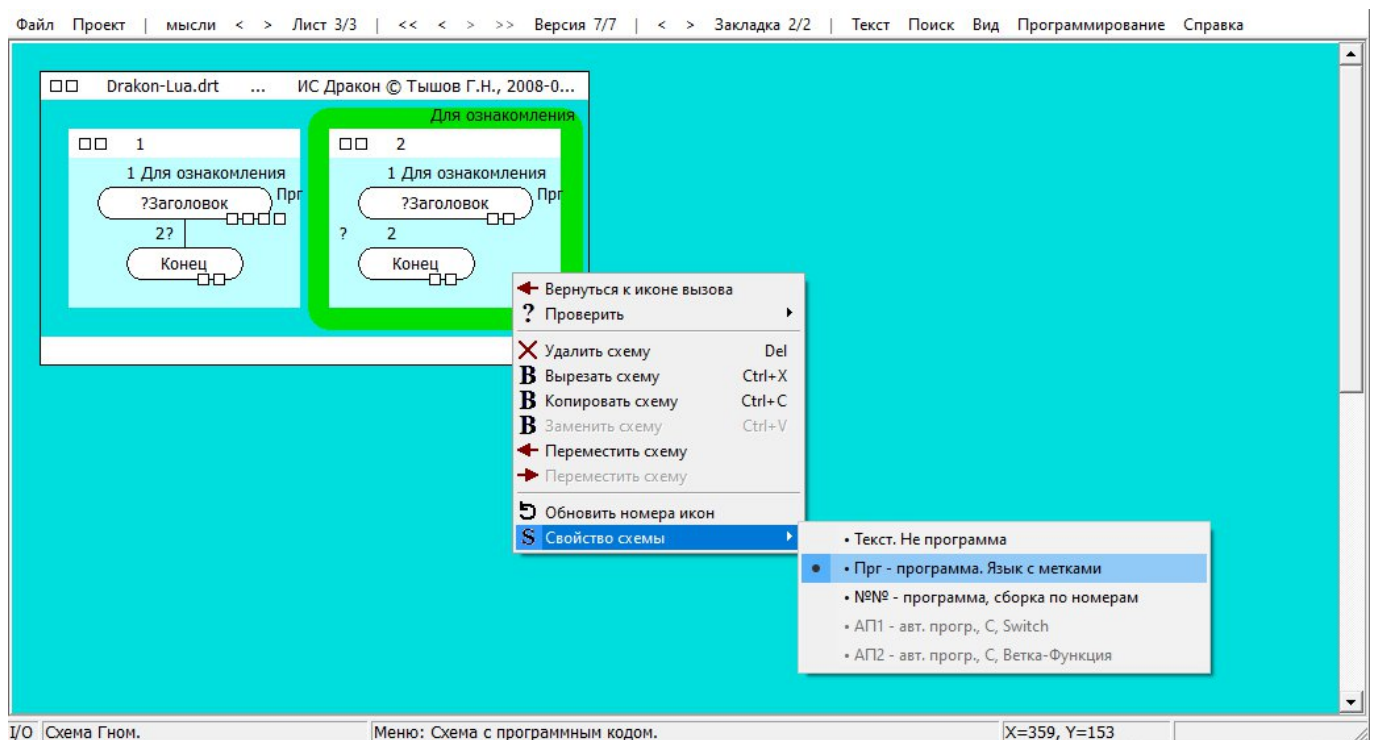 Файл Проект | мысли < > Лист 3/3 | << < > >> Версия 7/7 | < > Закладка 2/2 | Текст Поиск Вид Программирование Справка
Drakon-Lua.drt ... ИС Дракон © Тышов Г.Н., 2008-0...
Для ознакомления
1
1 Для ознакомления
?Заголовок
Прг
2?
Конец
2
1 Для ознакомления
?Заголовок
Прг
? 2
Конец
Вернуться к иконе вызова
? Проверить
Удалить схему Del
B Вырезать схему Ctrl+X
B Копировать схему Ctrl+C
B Заменить схему Ctrl+V
Переместить схему
Переместить схему
Обновить номера икон
S Свойство схемы
• Текст. Не программа
• Прг - программа. Язык с метками
• №№ - программа, сборка по номерам
• АП1 - авт. прогр., С, Switch
• АП2 - авт. прогр., С, Ветка-Функция
I/O Схема Гном. Меню: Схема с программным кодом. X=359, Y=153